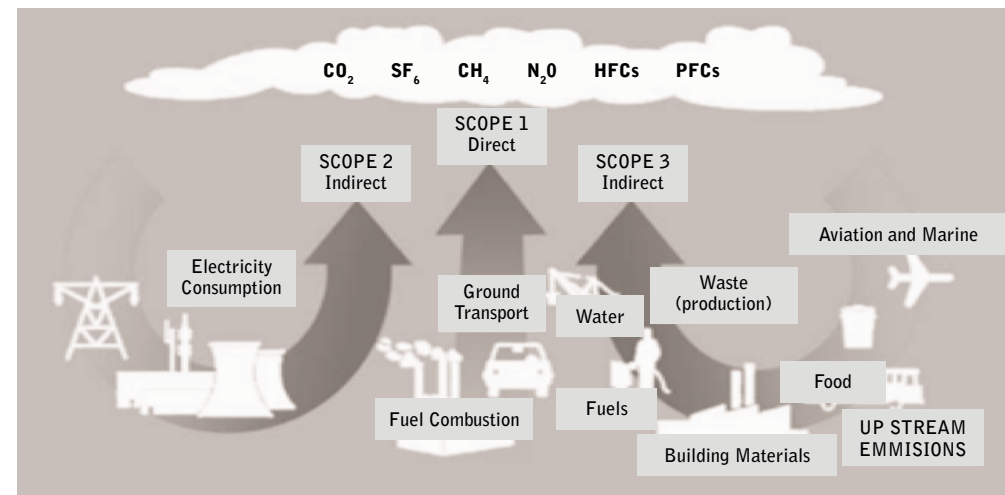 CO₂ SF₆ CH₄ N₂O HFCs PFCs
SCOPE 1
Direct
SCOPE 2
Indirect
SCOPE 3
Indirect
Aviation and Marine
Electricity
Consumption
Ground
Transport
Water
Waste
(production)
Fuel Combustion
Fuels
Food
Building Materials
UP STREAM
EMMISIONS